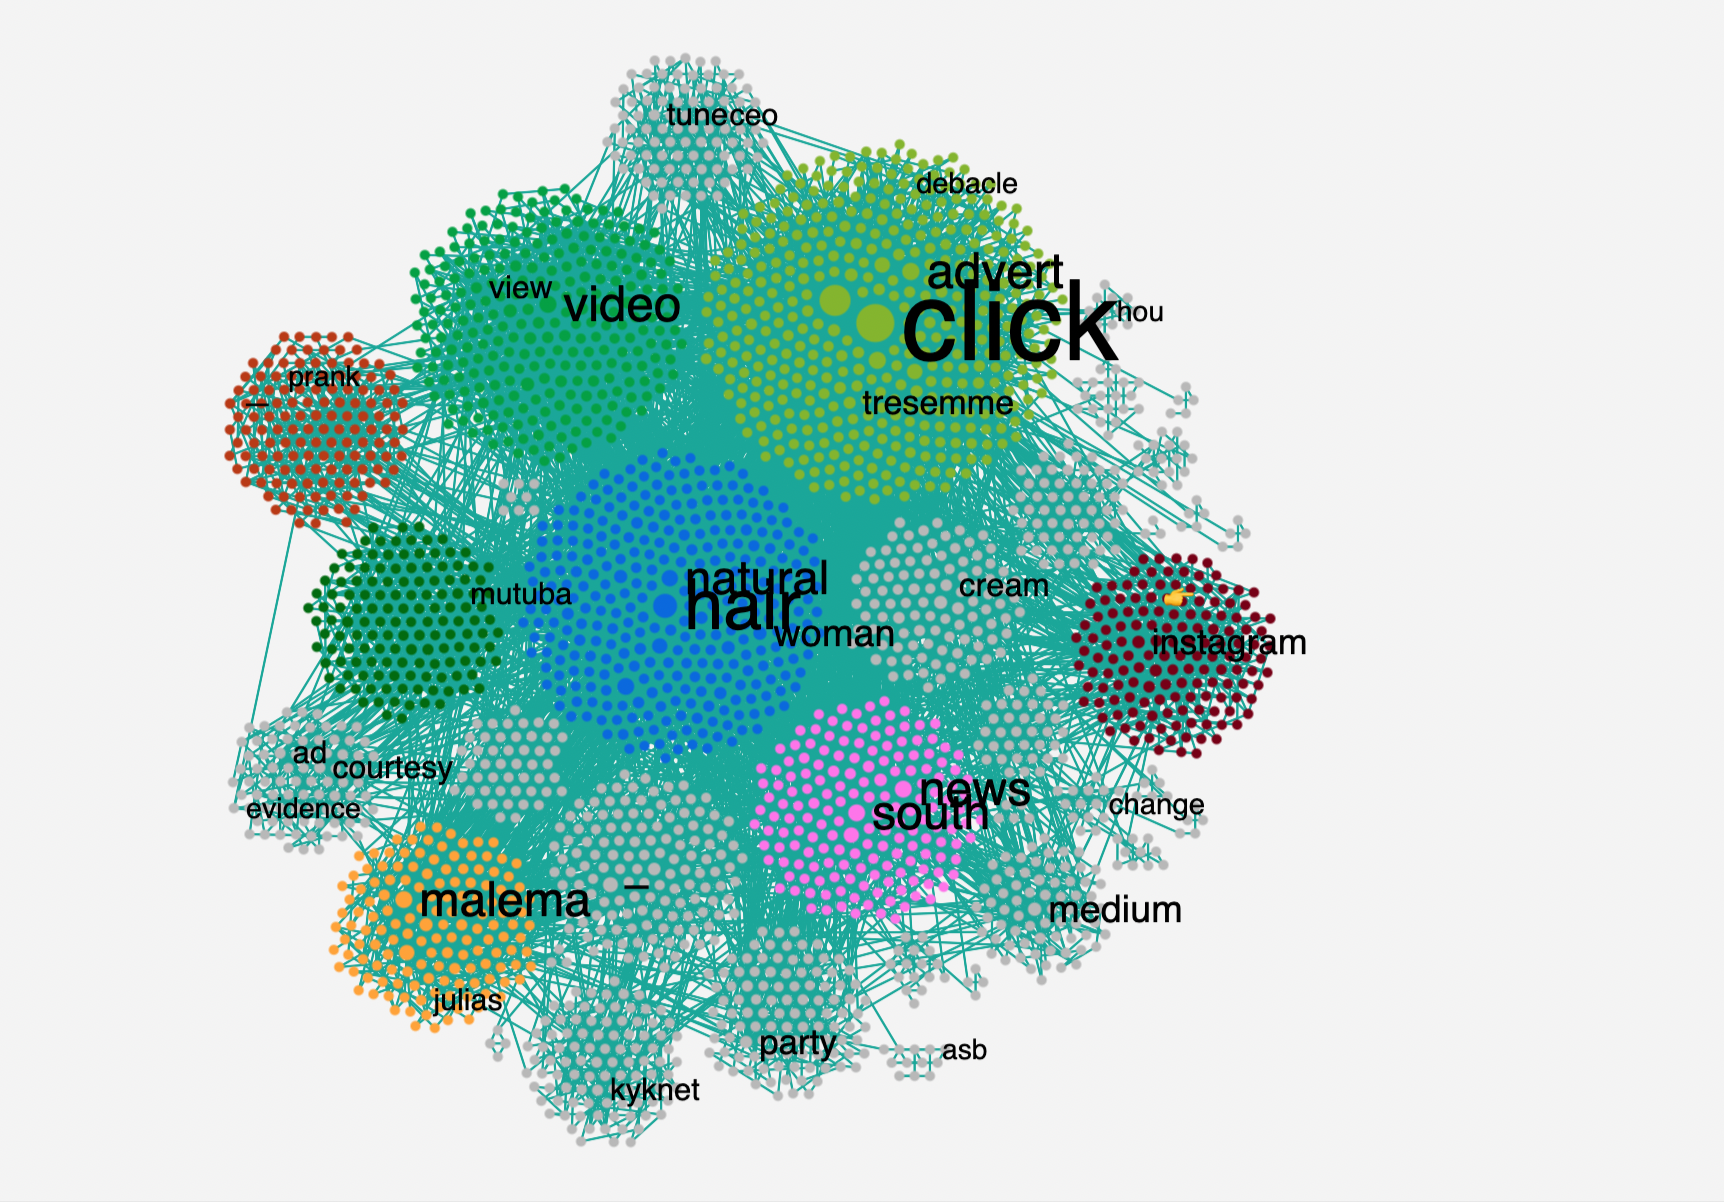 tuneceo
debacle
advert
view
video
click
hou
prank
–
tresemme
natural
mutuba
cream
hair
woman
instagram
ad
courtesy
news
evidence
south
change
malema
–
medium
julias
party
asb
kyknet